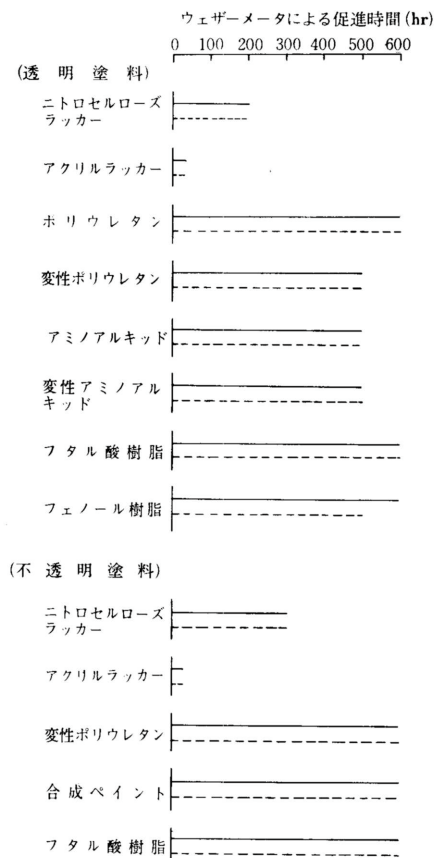 ウェザーメータによる促進時間(hr)
0 100 200 300 400 500 600
(透明塗料)
ニトロセルローズ
ラッカー
アクリルラッカー
ポリウレタン
変性ポリウレタン
アミノアルキッド
変性アミノアル
キッド
フタル酸樹脂
フェノール樹脂
(不透明塗料)
ニトロセルローズ
ラッカー
アクリルラッカー
変性ポリウレタン
合成ペイント
フタル酸樹脂